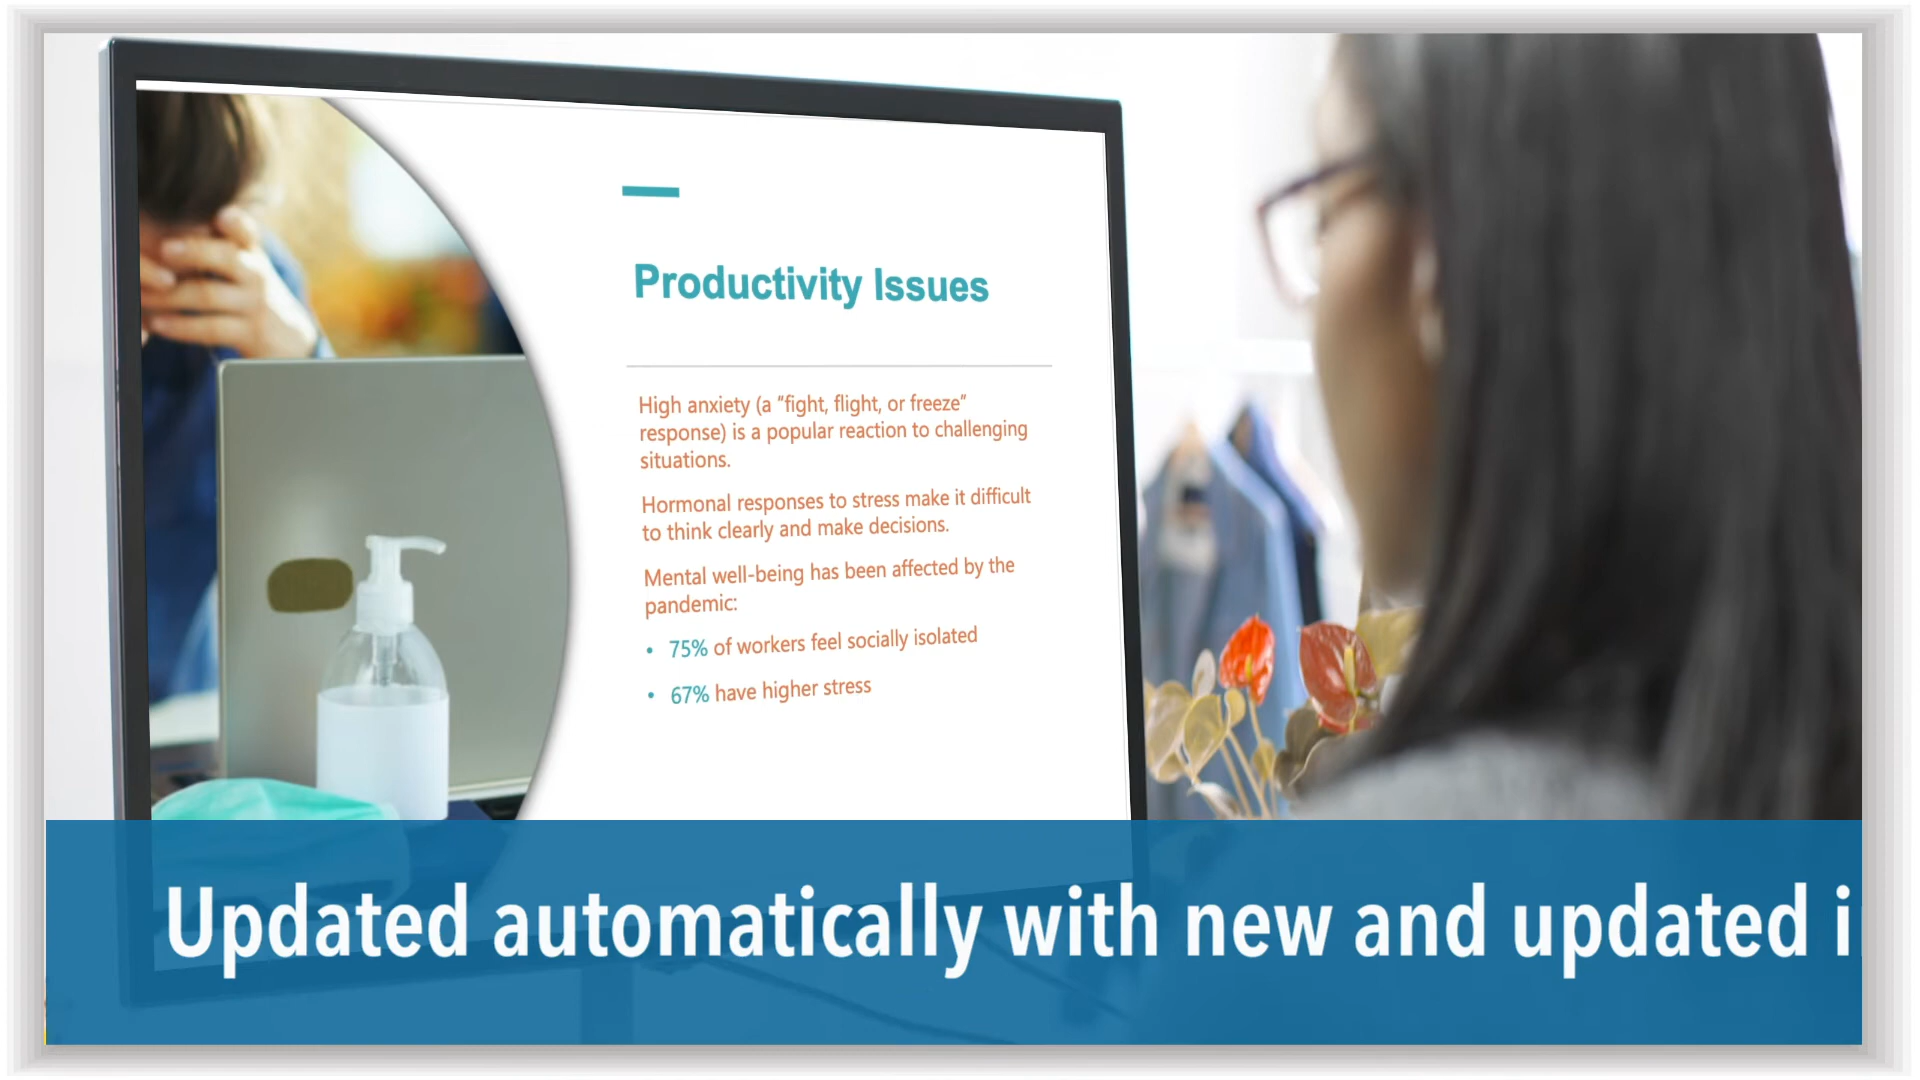 Productivity Issues
High anxiety (a “fight, flight, or freeze”
response) is a popular reaction to challenging
situations.
Hormonal responses to stress make it difficult
to think clearly and make decisions.
Mental well-being has been affected by the
pandemic:
• 75% of workers feel socially isolated
• 67% have higher stress
Updated automatically with new and updated